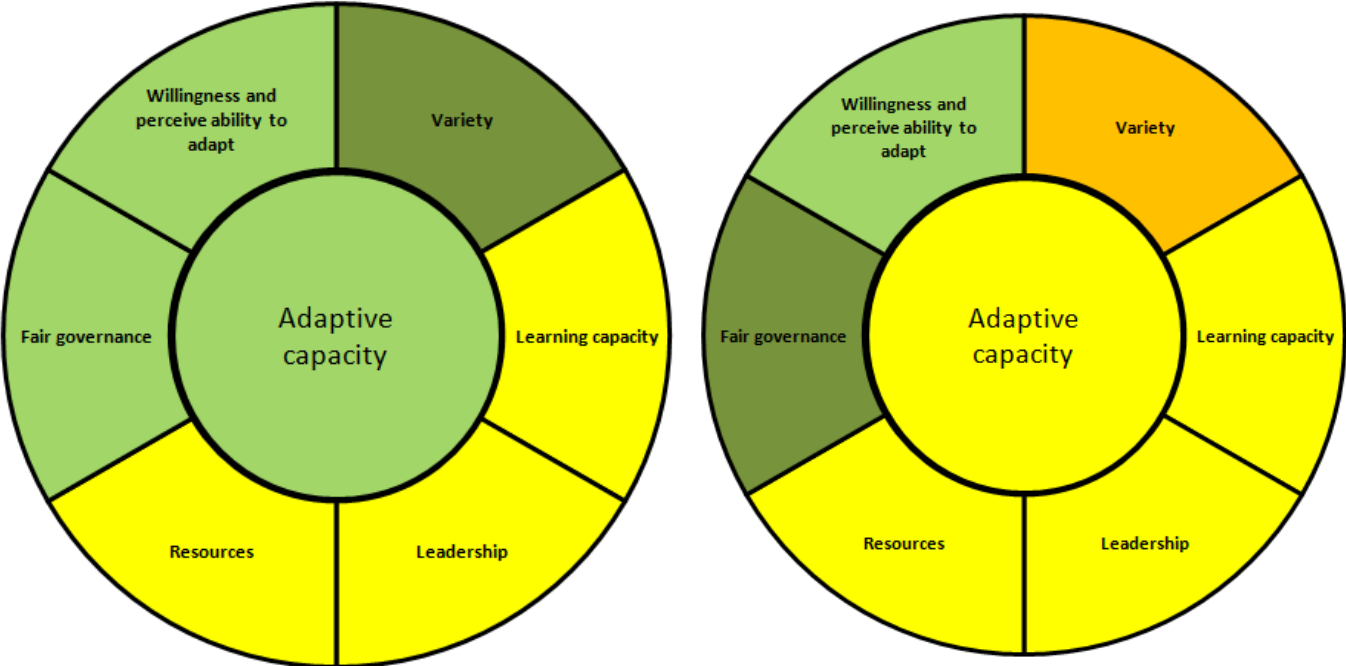 Willingness and
perceive ability to
adapt
Variety
Fair governance
Adaptive
capacity
Learning capacity
Resources
Leadership
Willingness and
perceive ability to
adapt
Variety
Fair governance
Adaptive
capacity
Learning capacity
Resources
Leadership